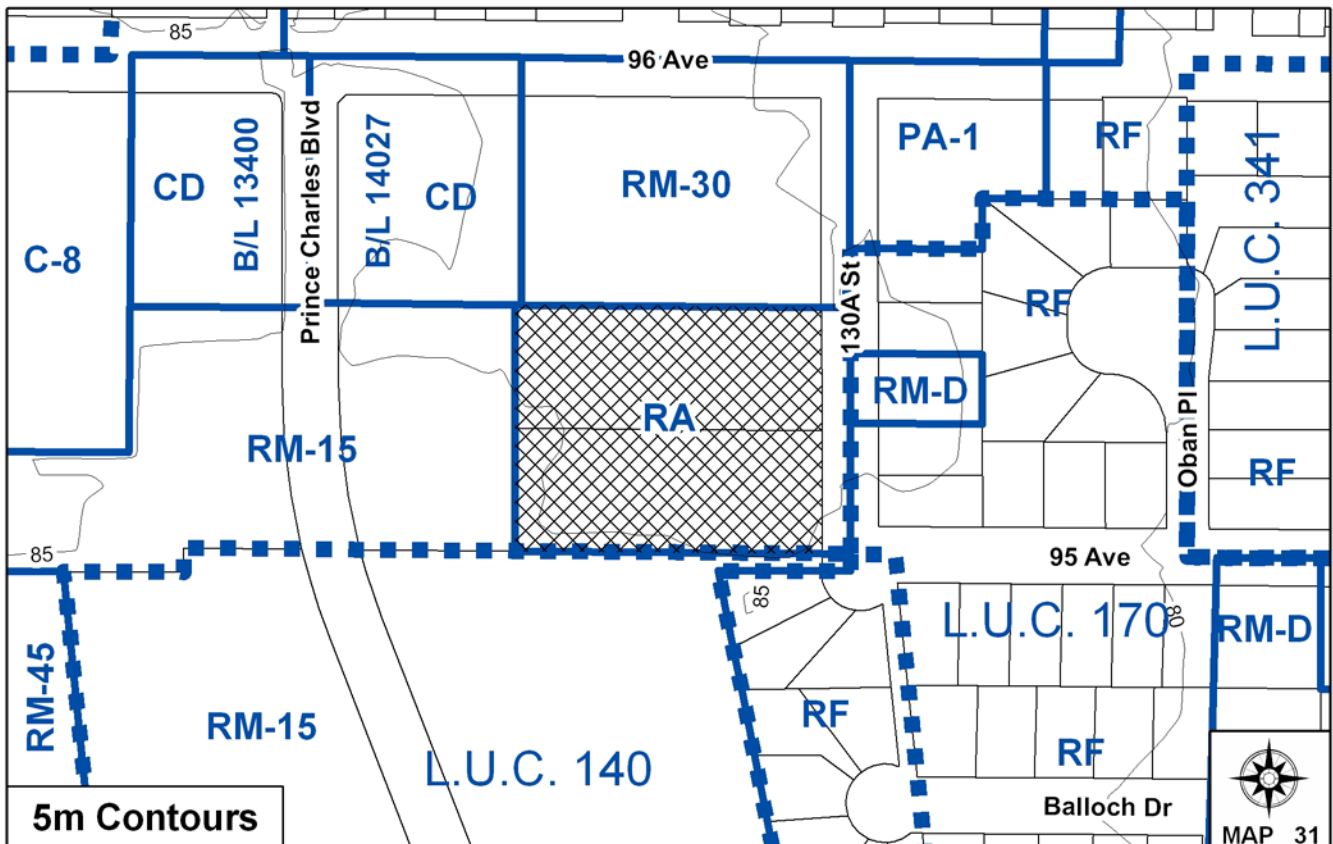 85
96 Ave
CD
B/L 13400
Prince Charles Blvd
B/L 14027
CD
RM-30
PA-1
RF
L.U.C. 341
C-8
130A St
RF
RM-D
RA
Oban Pl
RM-15
RF
85
95 Ave
85
L.U.C. 170
80
RM-D
RM-45
RM-15
RF
L.U.C. 140
RF
5m Contours
Balloch Dr
MAP 31